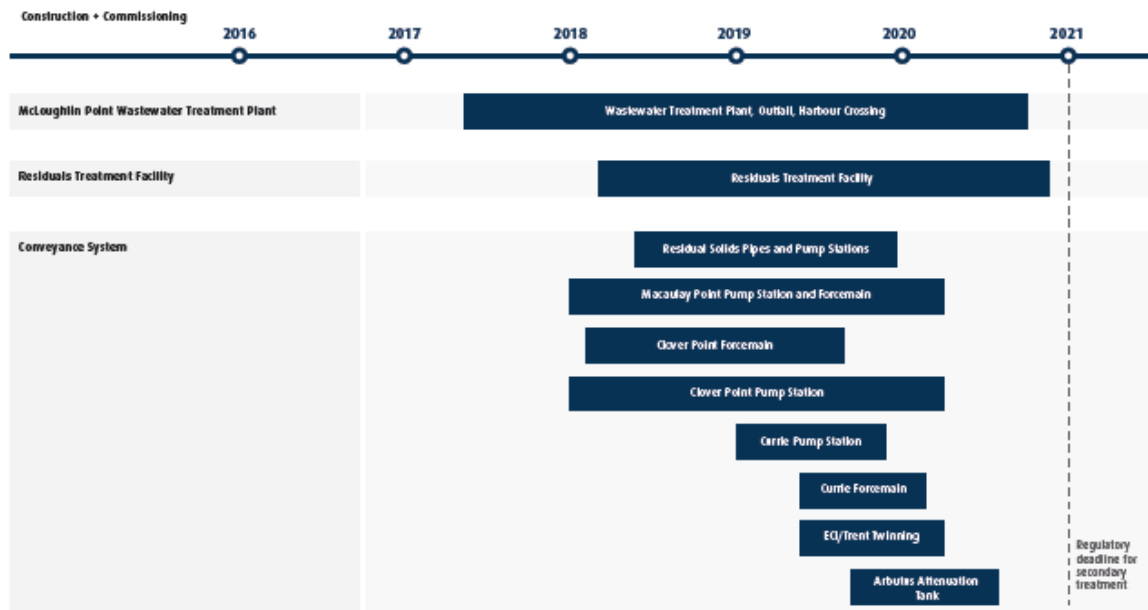 Construction + Commissioning
2016 2017 2018 2019 2020 2021
McLoughlin Point Wastewater Treatment Plant
Wastewater Treatment Plant, Outfall, Harbour Crossing
Residuals Treatment Facility
Residuals Treatment Facility
Conveyance System
Residual Solids Pipes and Pump Stations
Macaulay Point Pump Station and Forcemain
Clover Point Forcemain
Clover Point Pump Station
Currie Pump Station
Currie Forcemain
ECI/Trent Twinning
Arbutus Attenuation
Tank
Regulatory
deadline for
secondary
treatment